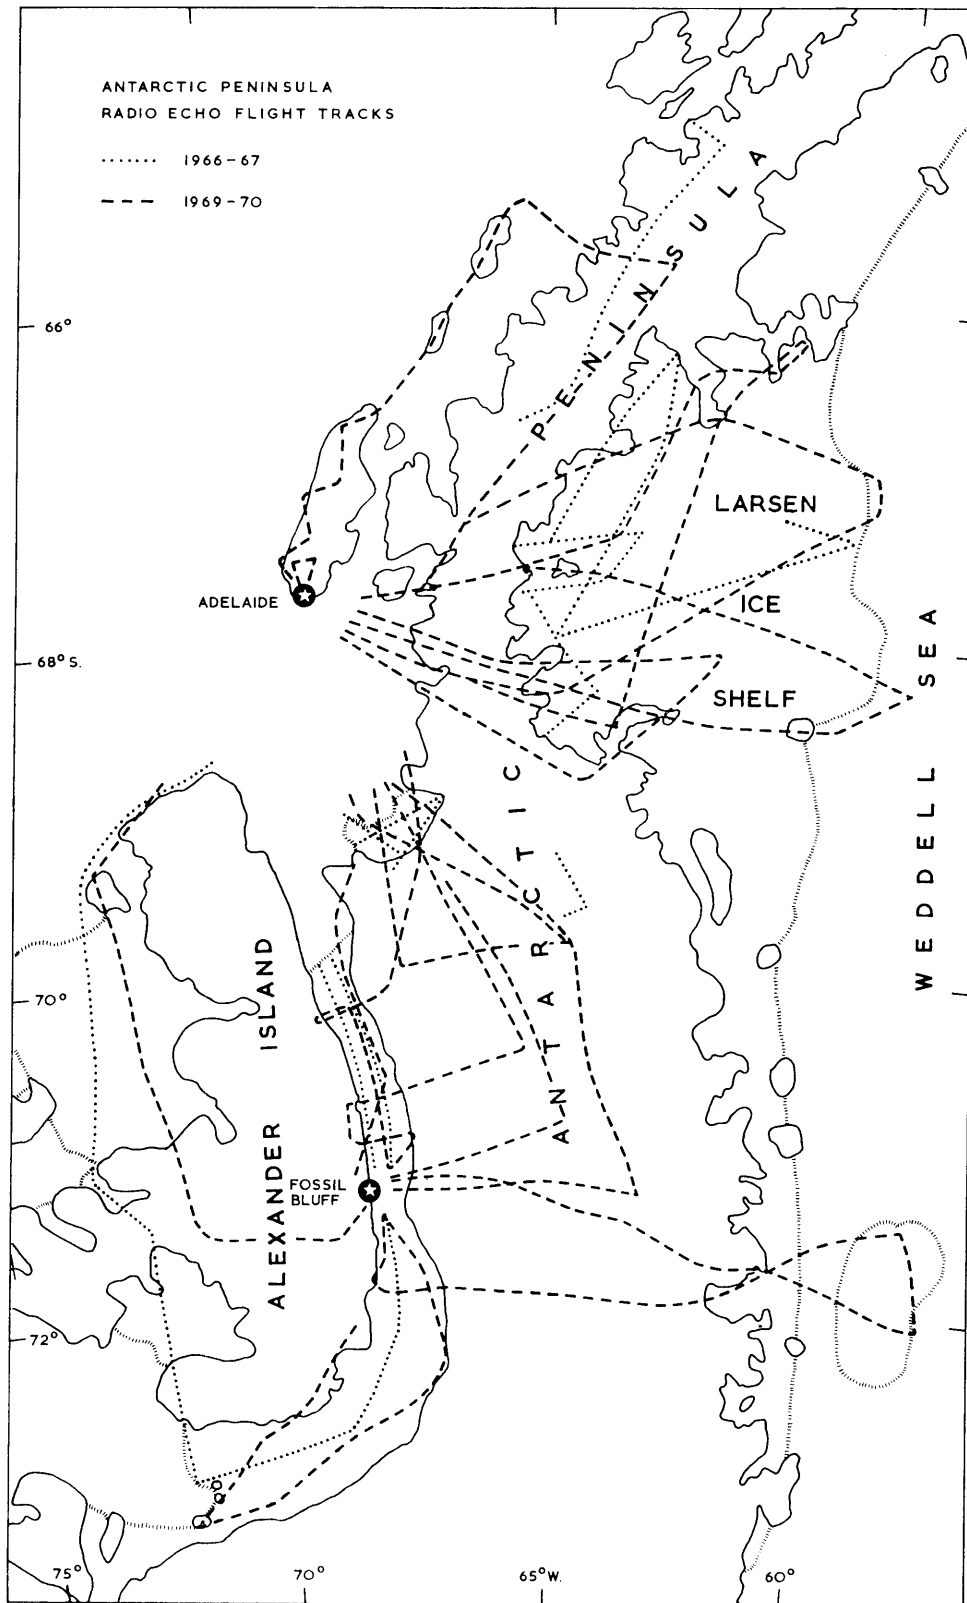 ANTARCTIC PENINSULA
RADIO ECHO FLIGHT TRACKS
1966-67
1969-70
ANTARCTIC PENINSULA
66°
LARSEN
ADELAIDE
ICE
68°S.
SHELF
WEDDELL SEA
70°
ALEXANDER ISLAND
FOSSIL
BLUFF
72°
75°
70°
65°W.
60°